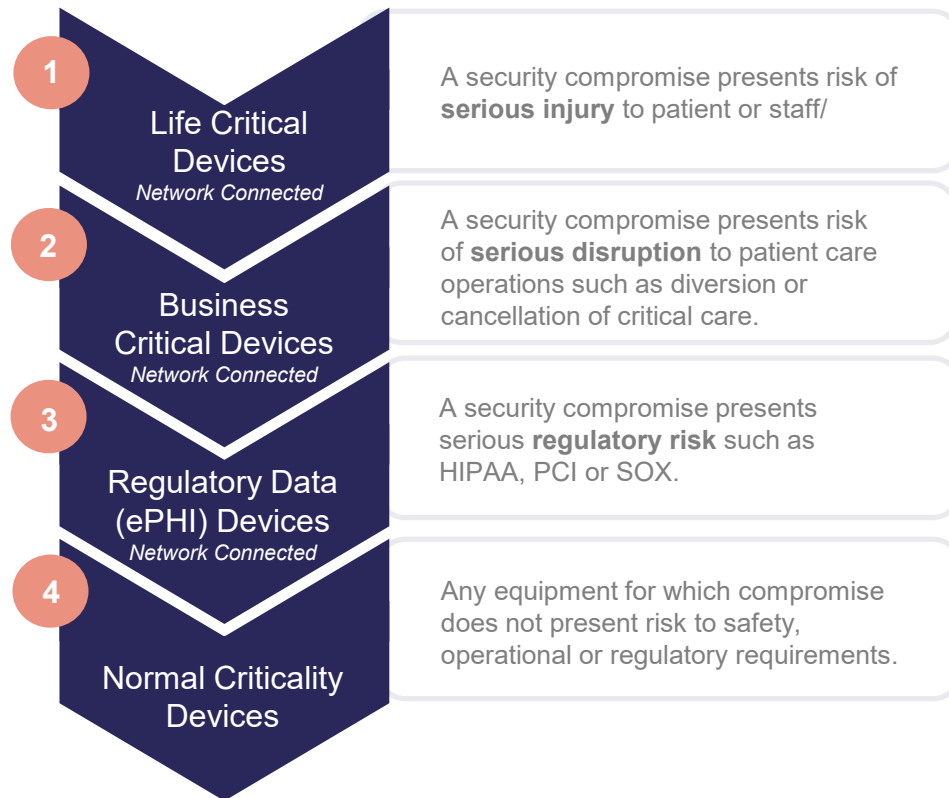 1
Life Critical
Devices
Network Connected
A security compromise presents risk of
serious injury to patient or staff/
2
Business
Critical Devices
Network Connected
A security compromise presents risk
of serious disruption to patient care
operations such as diversion or
cancellation of critical care.
3
Regulatory Data
(ePHI) Devices
Network Connected
A security compromise presents
serious regulatory risk such as
HIPAA, PCI or SOX.
4
Normal Criticality
Devices
Any equipment for which compromise
does not present risk to safety,
operational or regulatory requirements.